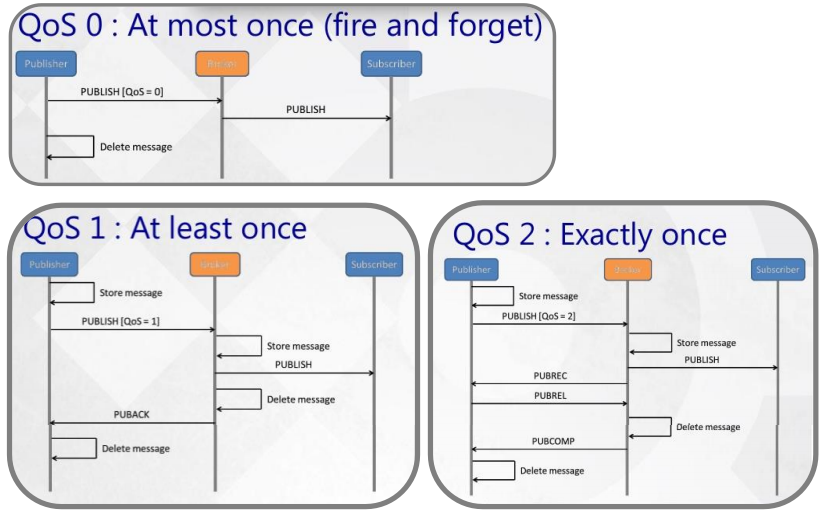 QoS 0 : At most once (fire and forget)
Publisher
Broker
Subscriber
PUBLISH [QoS = 0]
PUBLISH
Delete message
QoS 1 : At least once
Publisher
Broker
Subscriber
Store message
PUBLISH [QoS = 1]
Store message
PUBLISH
Delete message
PUBACK
Delete message
QoS 2 : Exactly once
Publisher
Broker
Subscriber
Store message
PUBLISH [QoS = 2]
Store message
PUBLISH
PUBREC
PUBREL
Delete message
PUBCOMP
Delete message